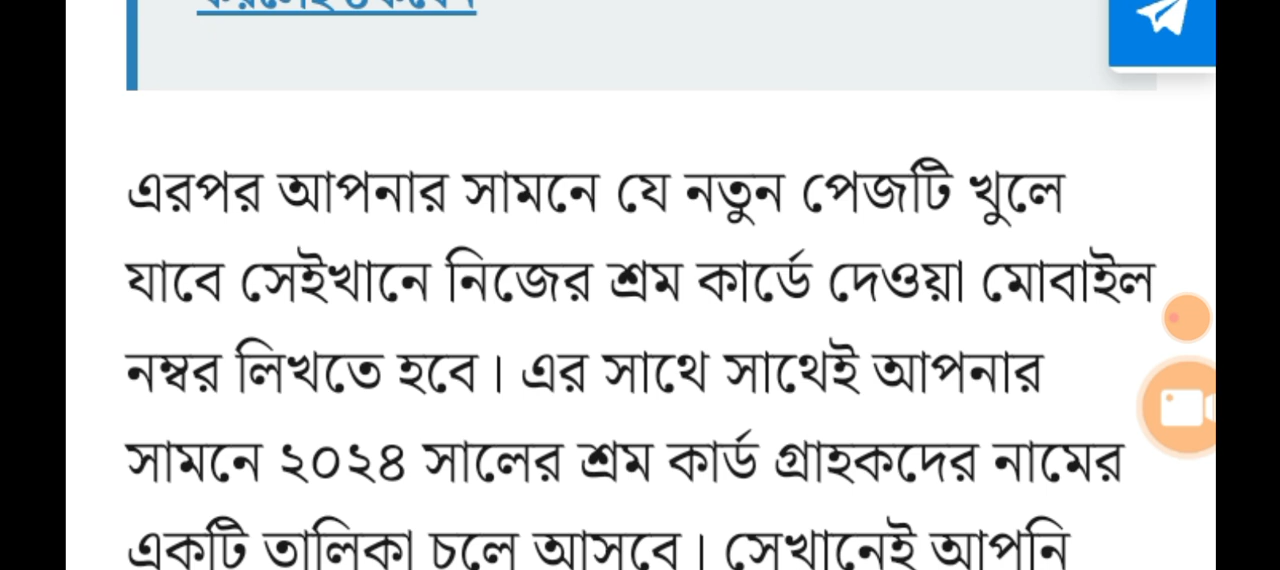 এরপর আপনার সামনে যে নতুন পেজটি খুলে
যাবে সেইখানে নিজের শ্রম কার্ডে দেওয়া মোবাইল
নম্বর লিখতে হবে। এর সাথে সাথেই আপনার
সামনে ২০২৪ সালের শ্রম কার্ড গ্রাহকদের নামের
একটি তালিকা চলে আসবে। সেখানেই আপনি